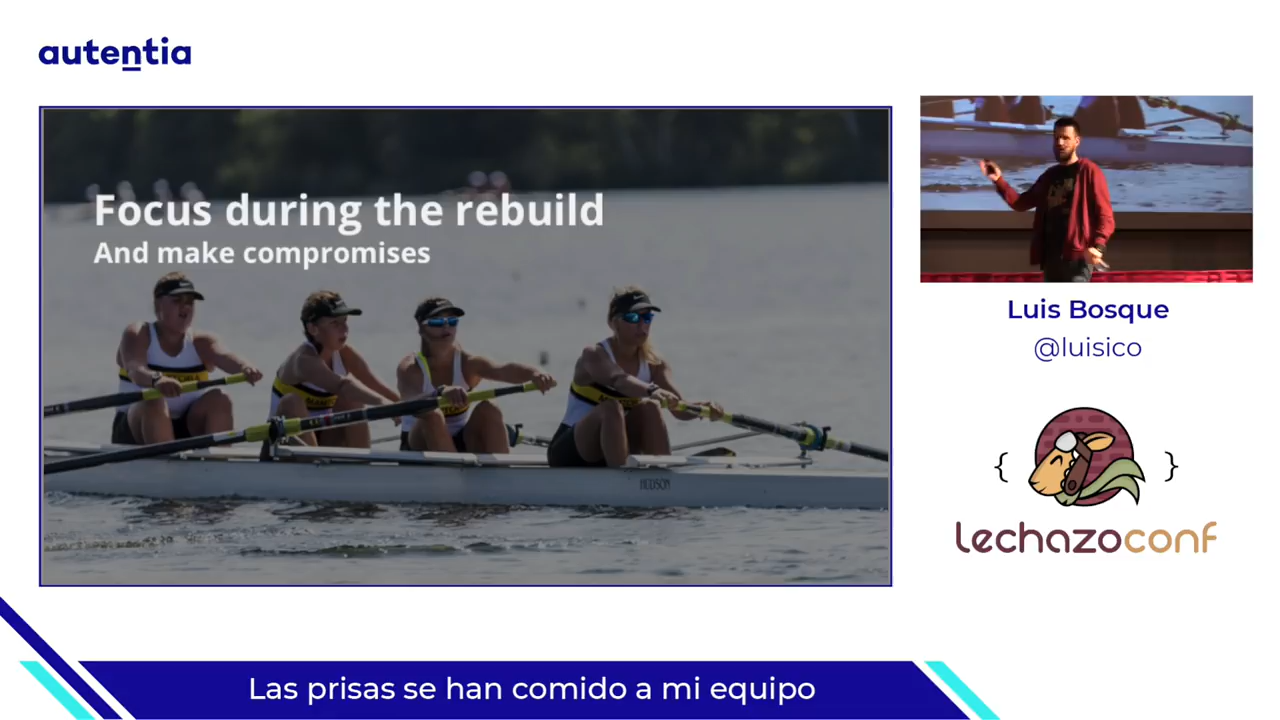 autentia
Focus during the rebuild
And make compromises
HUDSON
Luis Bosque
@luisico
{ }
Lechazoconf
Las prisas se han comido a mi equipo